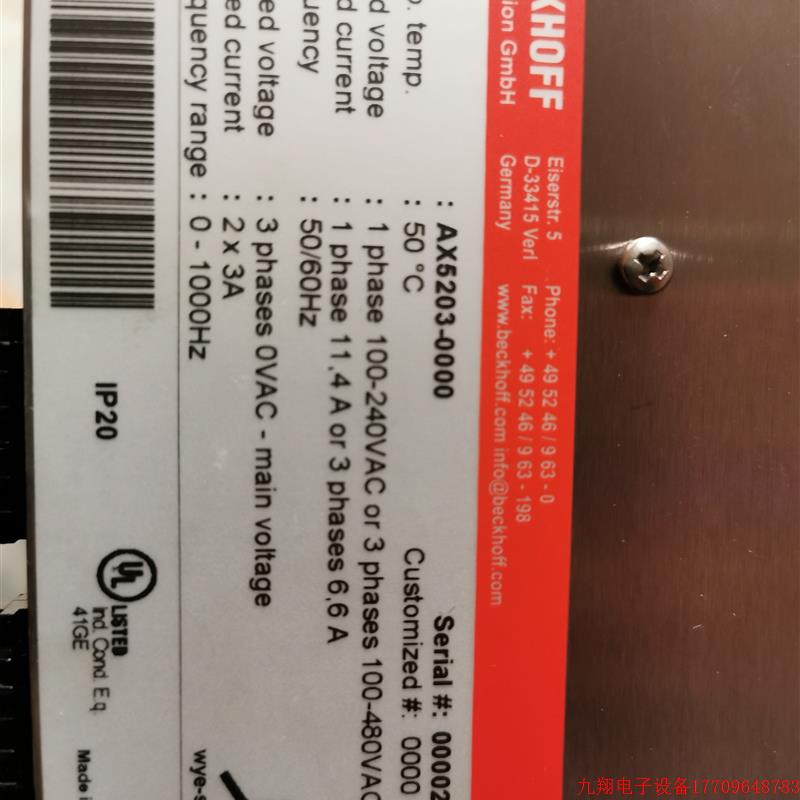 KHOFF
ion GmbH
Eiserstr. 5 Phone: + 49 52 46 / 9 63 - 0
D-33415 Verl Fax: + 49 52 46 / 9 63 - 198
Germany www.beckhoff.com info@beckhoff.com
: AX5203-0000 Serial #: 00002
. temp. : 50 °C Customized #: 0000
d voltage : 1 phase 100-240VAC or 3 phases 100-480VAC
d current : 1 phase 11,4 A or 3 phases 6,6 A
uency : 50/60Hz
ed voltage : 3 phases 0VAC - main voltage
ed current : 2 x 3A
quency range : 0 - 1000Hz
wye-s
IP20
UL
LISTED
Ind. Cond. Eq.
41GE
Made i
九翔电子设备17709648783